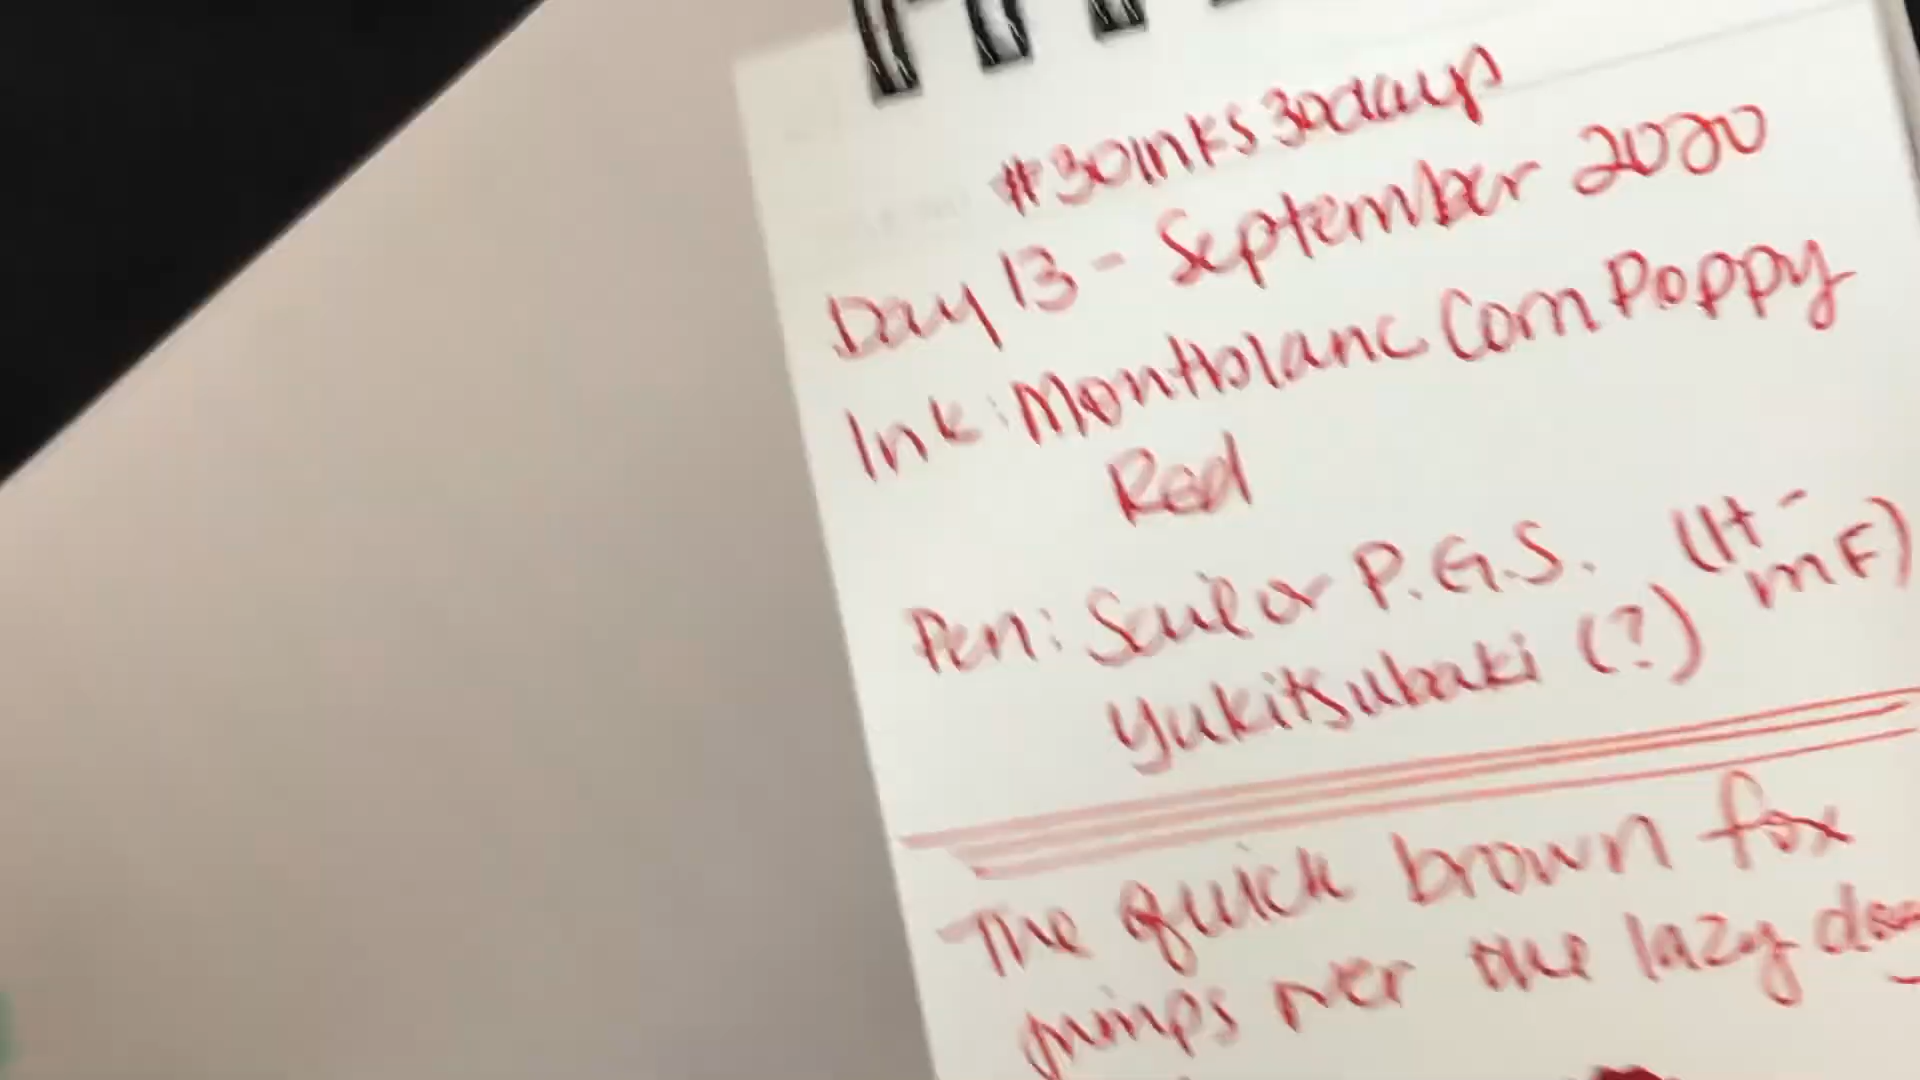 #30inks30days
Day 13 - September 2020
Ink: Montblanc Corn Poppy
Red
Pen: Sailor P.G.S. (H-
MF)
Yukitsubaki (?)
The quick brown fox
jumps over the lazy dog